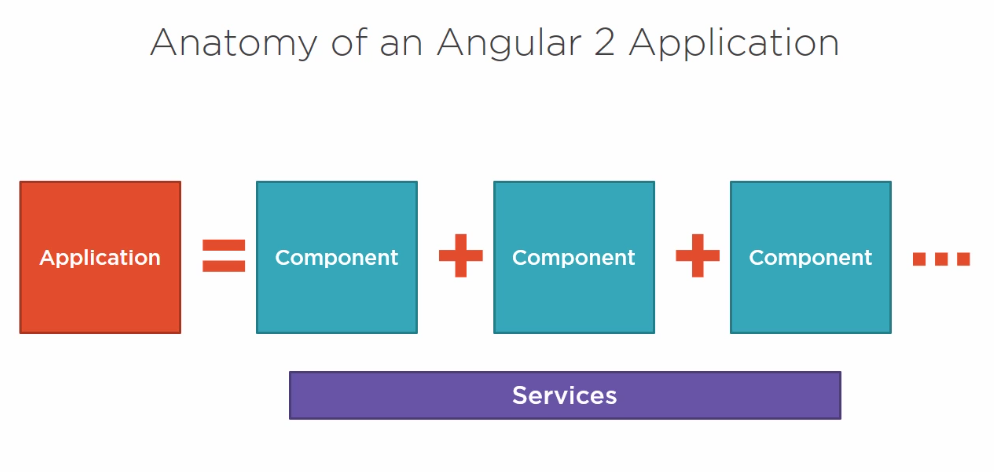 Anatomy of an Angular 2 Application
Application = Component + Component + Component ...
Services